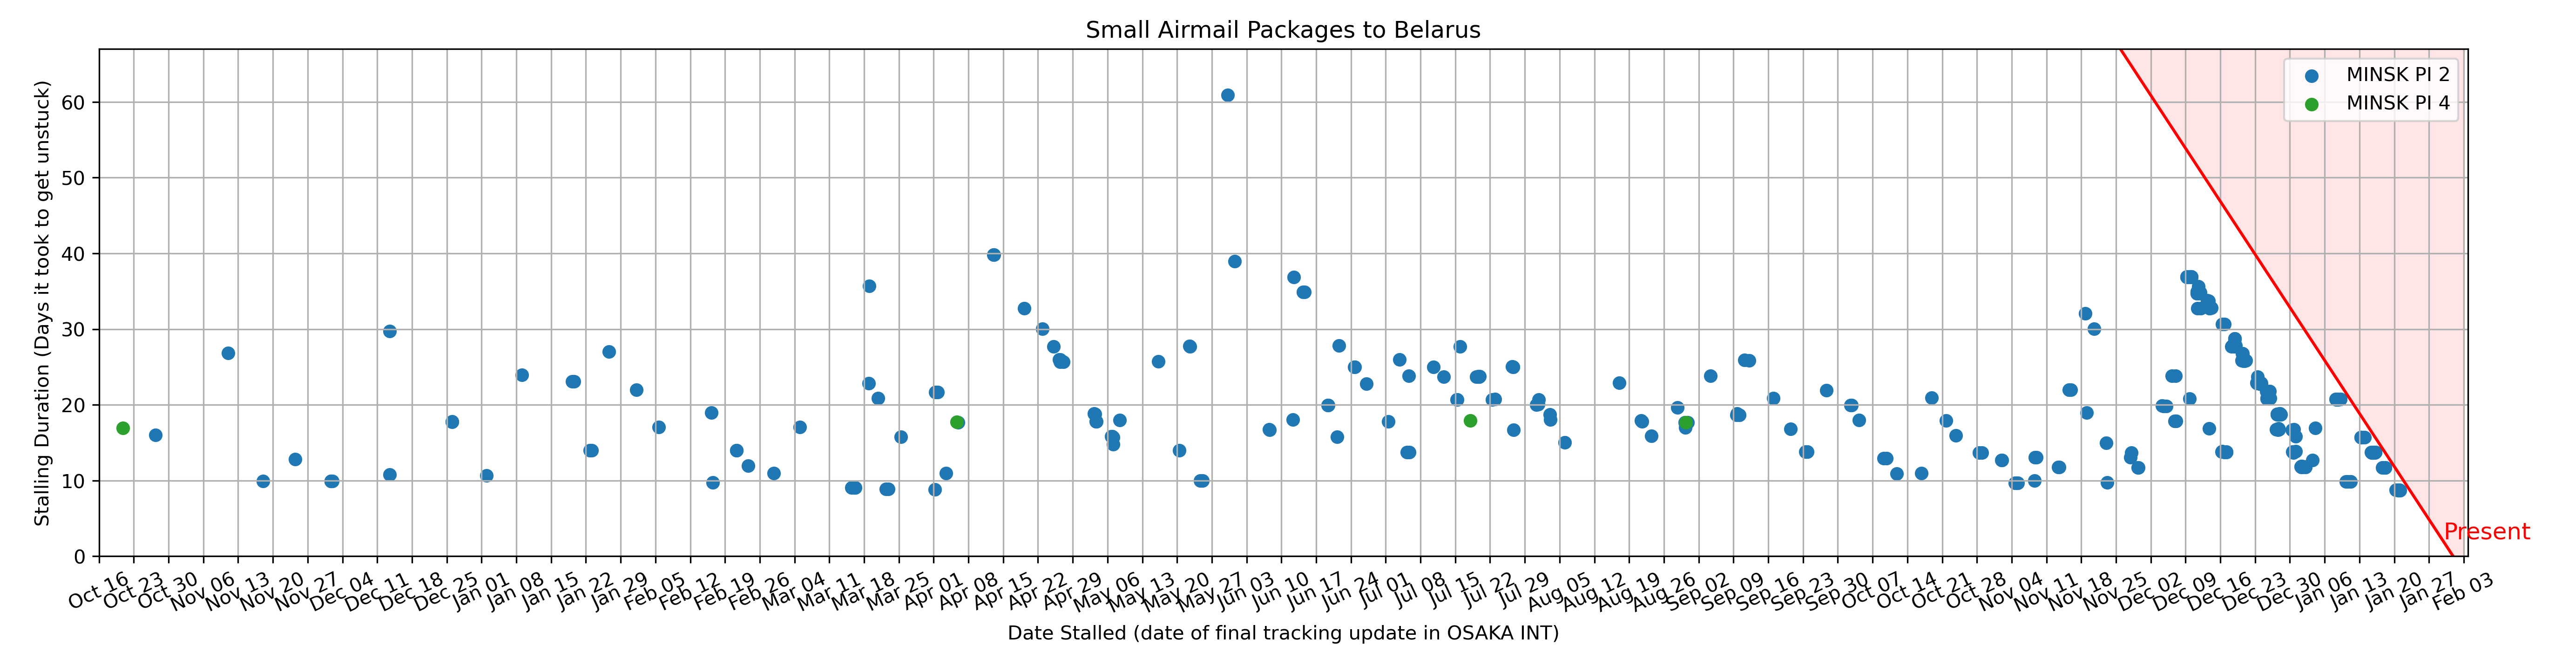 Small Airmail Packages to Belarus
Stalling Duration (Days it took to get unstuck)
60
50
40
30
20
10
0
MINSK PI 2
MINSK PI 4
Present
Oct 16
Oct 23
Oct 30
Nov 06
Nov 13
Nov 20
Nov 27
Dec 04
Dec 11
Dec 18
Dec 25
Jan 01
Jan 08
Jan 15
Jan 22
Jan 29
Feb 05
Feb 12
Feb 19
Feb 26
Mar 04
Mar 11
Mar 18
Mar 25
Apr 01
Apr 08
Apr 15
Apr 22
Apr 29
May 06
May 13
May 20
May 27
Jun 03
Jun 10
Jun 17
Jun 24
Jul 01
Jul 08
Jul 15
Jul 22
Jul 29
Aug 05
Aug 12
Aug 19
Aug 26
Sep 02
Sep 09
Sep 16
Sep 23
Sep 30
Oct 07
Oct 14
Oct 21
Oct 28
Nov 04
Nov 11
Nov 18
Nov 25
Dec 02
Dec 09
Dec 16
Dec 23
Dec 30
Jan 06
Jan 13
Jan 20
Jan 27
Feb 03
Date Stalled (date of final tracking update in OSAKA INT)